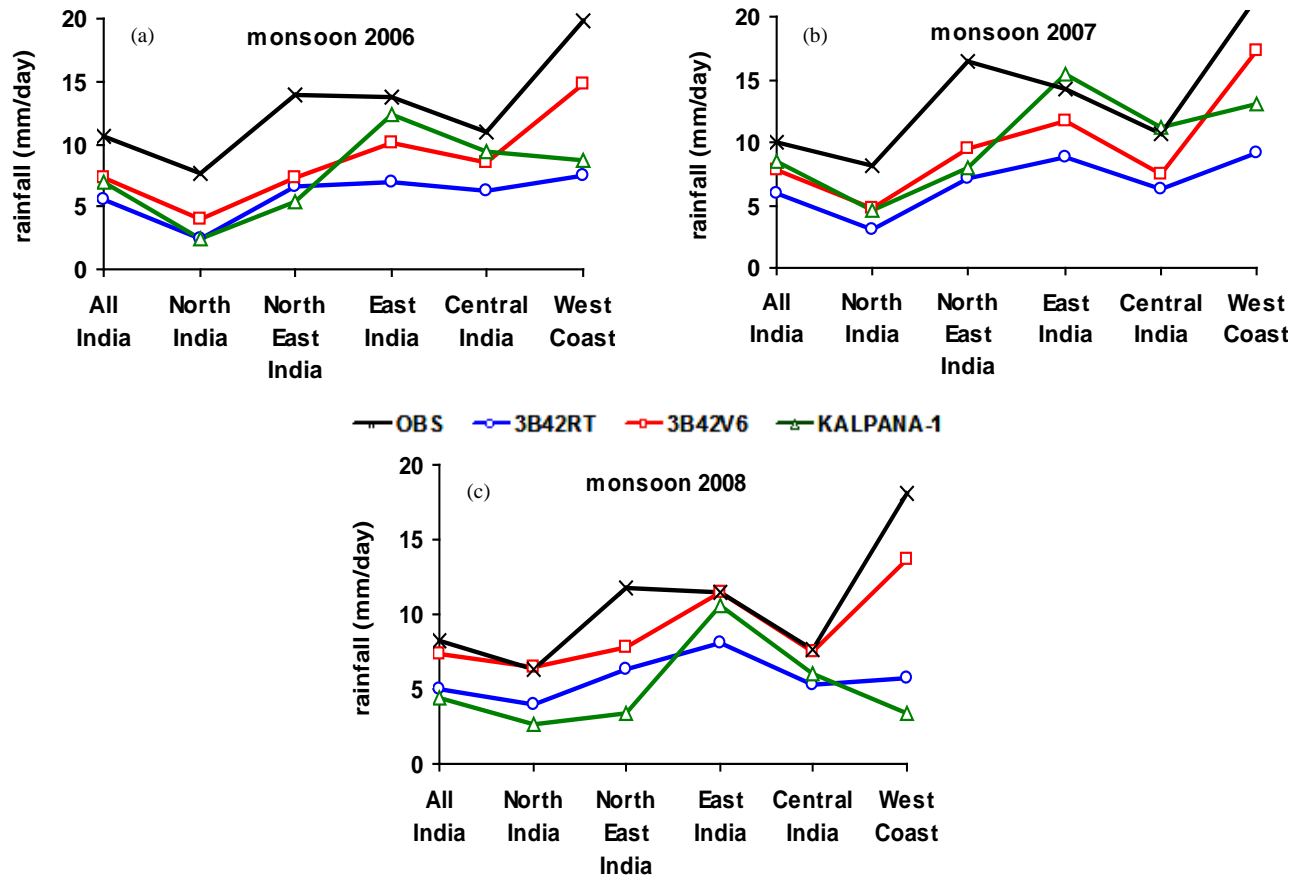 (a) monsoon 2006
rainfall (mm/day)
20
15
10
5
0
All India
North India
North East India
East India
Central India
West Coast
(b) monsoon 2007
rainfall (mm/day)
20
15
10
5
0
All India
North India
North East India
East India
Central India
West Coast
OBS 3B42RT 3B42V6 KALPANA-1
(c) monsoon 2008
rainfall (mm/day)
20
15
10
5
0
All India
North India
North East India
East India
Central India
West Coast